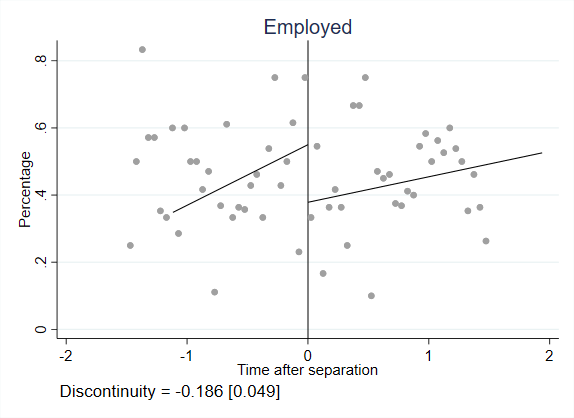 Employed
Percentage
.8
.6
.4
.2
0
-2
-1
0
1
2
Time after separation
Discontinuity = -0.186 [0.049]